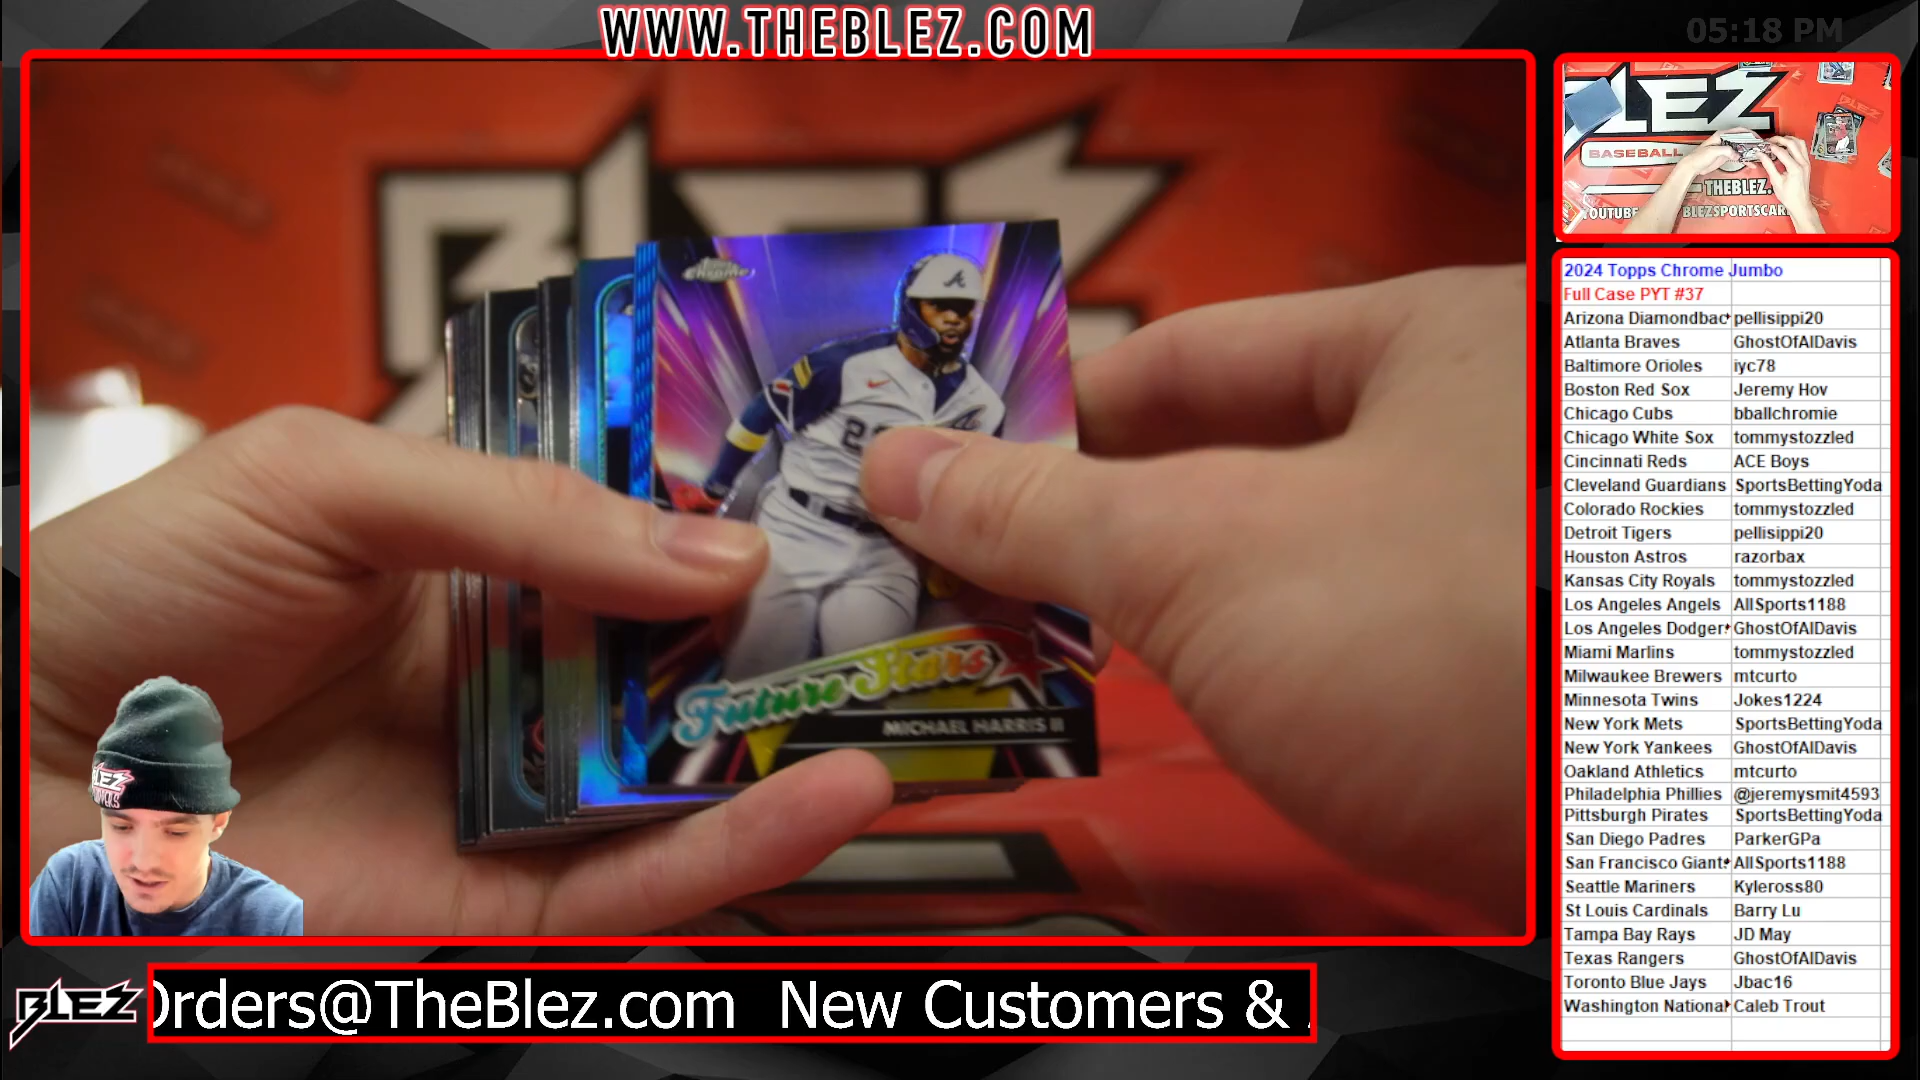 WWW.THEBLEZ.COM
05:18 PM
BLEZ
Topps
Chrome
A
Future Stars
MICHAEL HARRIS II
BLEZ
BASEBALL
THEBLEZ.
YOUTUBE
BLEZSPORTSCAR
2024 Topps Chrome Jumbo
Full Case PYT #37
Arizona Diamondbac pellisippi20
Atlanta Braves GhostOfAlDavis
Baltimore Orioles iyc78
Boston Red Sox Jeremy Hov
Chicago Cubs bballchromie
Chicago White Sox tommystozzled
Cincinnati Reds ACE Boys
Cleveland Guardians SportsBettingYoda
Colorado Rockies tommystozzled
Detroit Tigers pellisippi20
Houston Astros razorbax
Kansas City Royals tommystozzled
Los Angeles Angels AllSports1188
Los Angeles Dodger GhostOfAlDavis
Miami Marlins tommystozzled
Milwaukee Brewers mtcurto
Minnesota Twins Jokes1224
New York Mets SportsBettingYoda
New York Yankees GhostOfAlDavis
Oakland Athletics mtcurto
Philadelphia Phillies @jeremysmit4593
Pittsburgh Pirates SportsBettingYoda
San Diego Padres ParkerGPa
San Francisco Giant AllSports1188
Seattle Mariners Kyleross80
St Louis Cardinals Barry Lu
Tampa Bay Rays JD May
Texas Rangers GhostOfAlDavis
Toronto Blue Jays Jbac16
Washington National Caleb Trout
BLEZ
Orders@TheBlez.com New Customers &